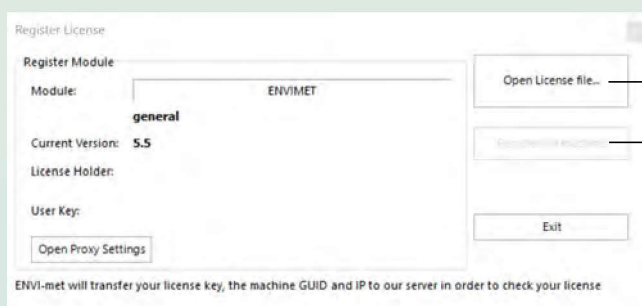 Register License
Register Module
Module:
ENVIMET
general
Current Version: 5.5
License Holder:
User Key:
Open Proxy Settings
Open License file...
Exit
ENVI-met will transfer your license key, the machine GUID and IP to our server in order to check your license